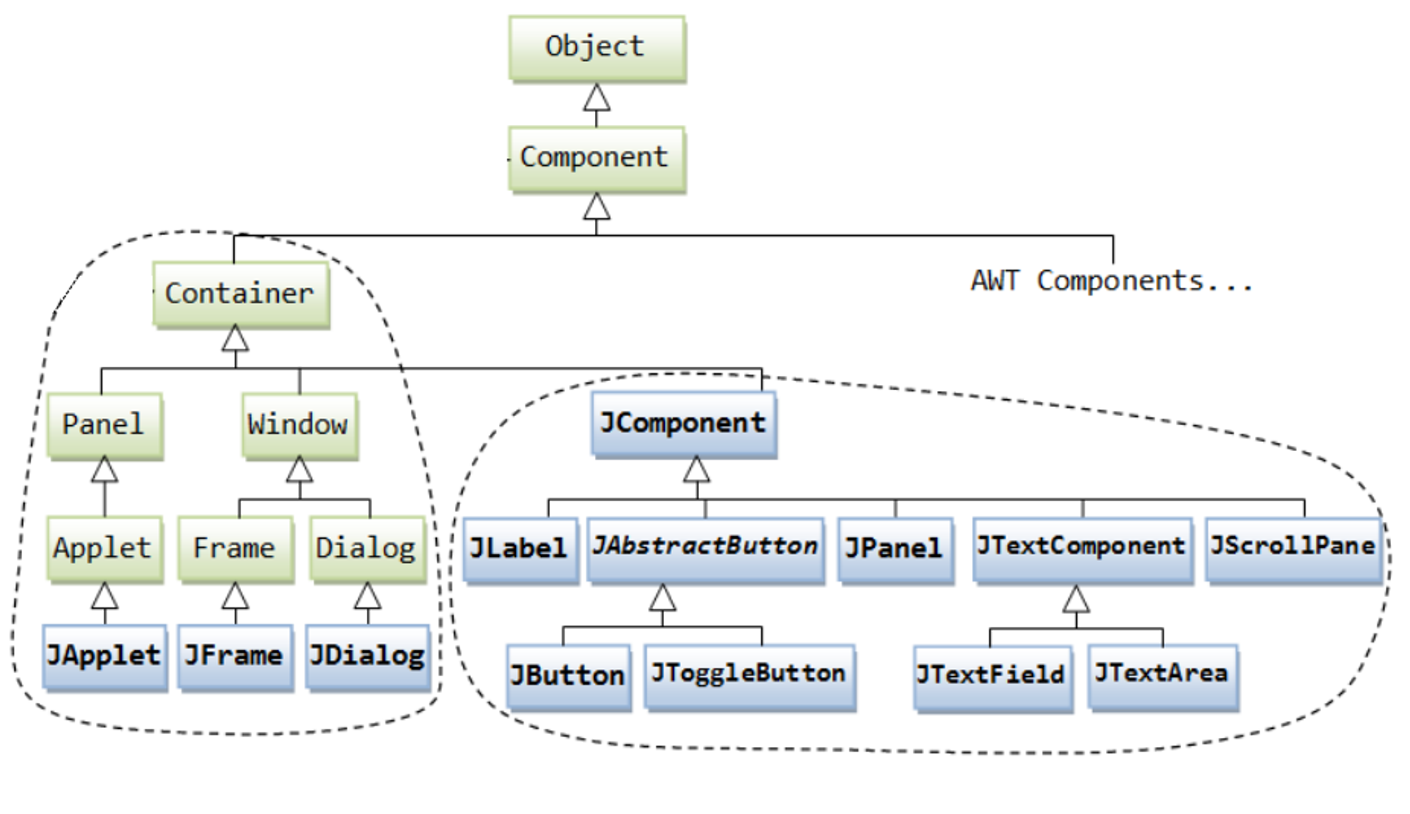 Object
Component
Container
AWT Components...
Panel
Window
JComponent
Applet
Frame
Dialog
JLabel
JAbstractButton
JPanel
JTextComponent
JScrollPane
JApplet
JFrame
JDialog
JButton
JToggleButton
JTextField
JTextArea